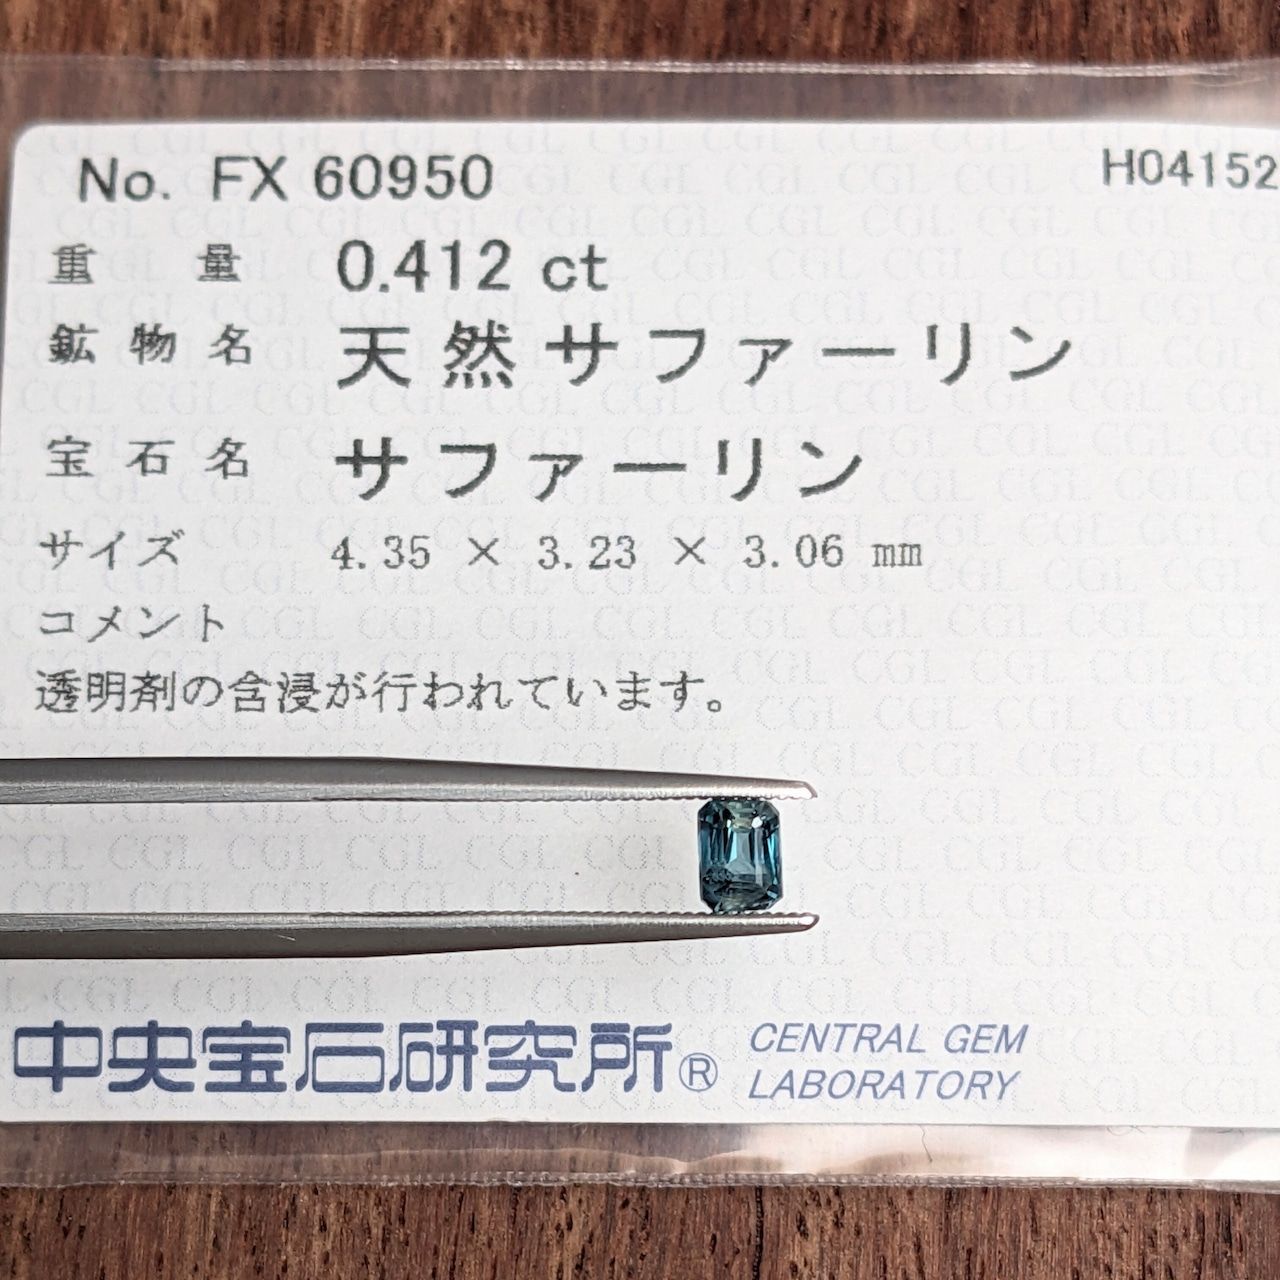 No. FX 60950
H04152
重量 0.412 ct
鉱物名 天然サファーリン
宝石名 サファーリン
サイズ 4.35 × 3.23 × 3.06 mm
コメント
透明剤の含浸が行われています。
中央宝石研究所® CENTRAL GEM
LABORATORY